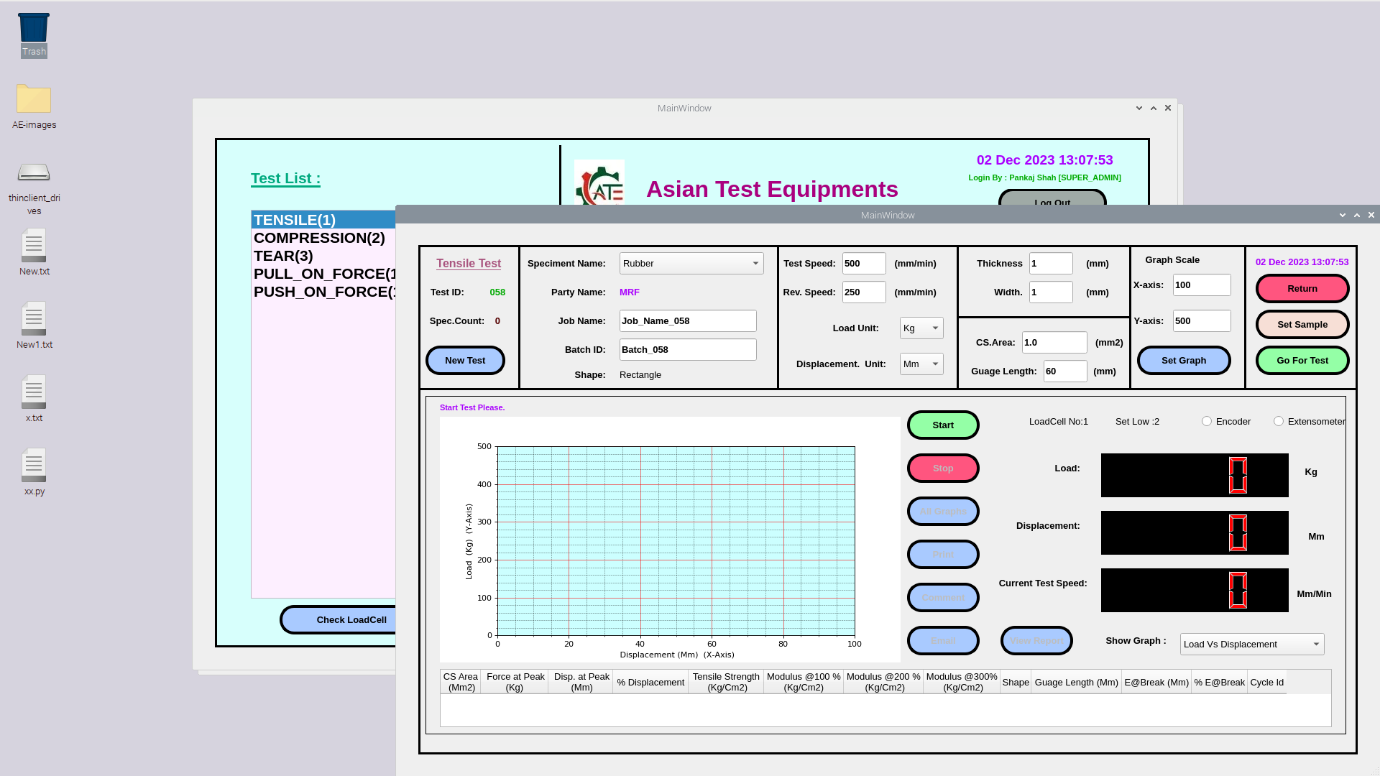 Trash
AE-images
thinclient_dri
ves
New.txt
New1.txt
x.txt
xx.py
MainWindow
Test List :
TENSILE(1)
COMPRESSION(2)
TEAR(3)
PULL_ON_FORCE(1
PUSH_ON_FORCE(
Check LoadCell
ATE
Asian Test Equipments
02 Dec 2023 13:07:53
Login By : Pankaj Shah [SUPER_ADMIN]
Log Out
MainWindow
Tensile Test
Test ID: 058
Spec.Count: 0
New Test
Speciment Name: Rubber
Party Name: MRF
Job Name: Job_Name_058
Batch ID: Batch_058
Shape: Rectangle
Test Speed: 500 (mm/min)
Rev. Speed: 250 (mm/min)
Load Unit: Kg
Displacement. Unit: Mm
Thickness 1 (mm)
Width. 1 (mm)
CS.Area: 1.0 (mm2)
Guage Length: 60 (mm)
Graph Scale
X-axis: 100
Y-axis: 500
Set Graph
02 Dec 2023 13:07:53
Return
Set Sample
Go For Test
Start Test Please.
500
400
300
200
100
0
Load (Kg) (Y-Axis)
0 20 40 60 80 100
Displacement (Mm) (X-Axis)
Start
Stop
All Graphs
Print
Comment
Email
View Report
LoadCell No:1 Set Low :2 Encoder Extensometer
Load: 0 Kg
Displacement: 0 Mm
Current Test Speed: 0 Mm/Min
Show Graph : Load Vs Displacement
CS Area (Mm2) Force at Peak (Kg) Disp. at Peak (Mm) % Displacement Tensile Strength (Kg/Cm2) Modulus @100 % (Kg/Cm2) Modulus @200 % (Kg/Cm2) Modulus @300% (Kg/Cm2) Shape Guage Length (Mm) E@Break (Mm) % E@Break Cycle Id